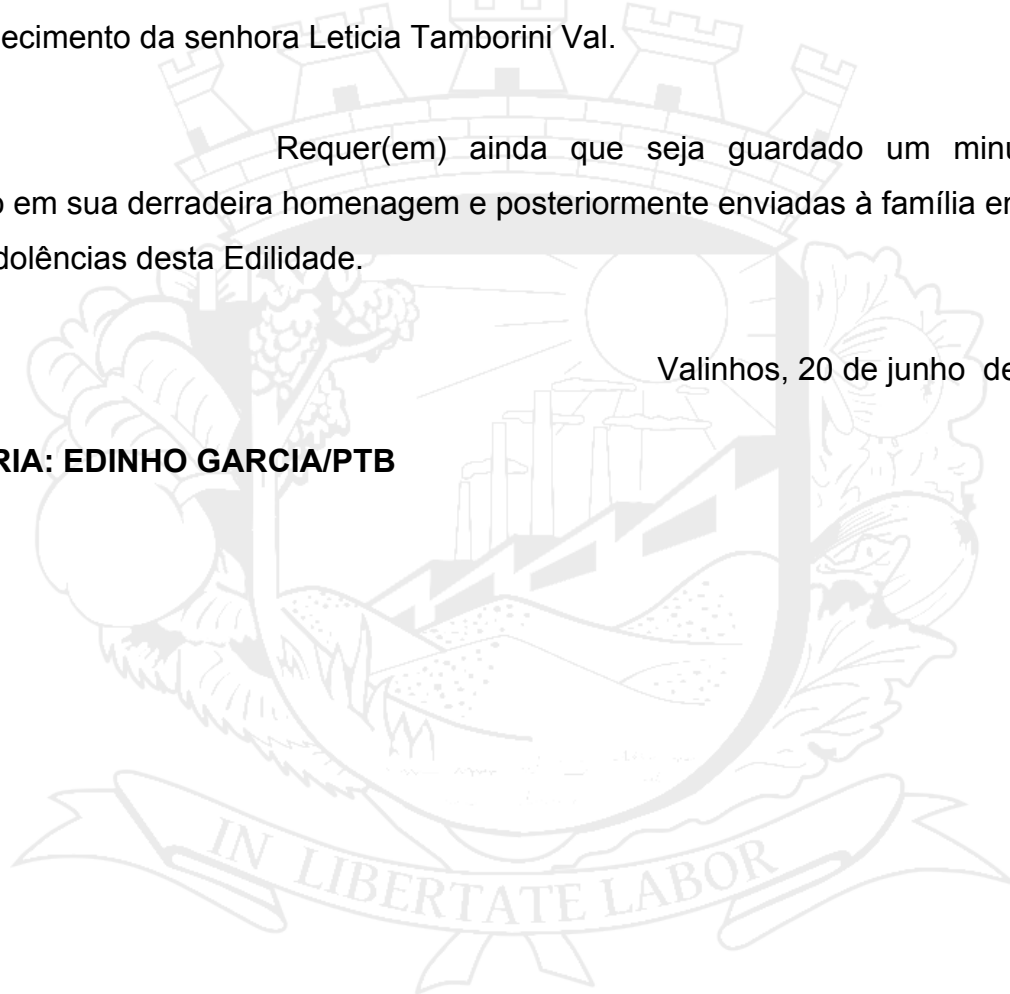 ecimento da senhora Leticia Tamborini Val.
Requer(em) ainda que seja guardado um minu
o em sua derradeira homenagem e posteriormente enviadas à família en
dolências desta Edilidade.
Valinhos, 20 de junho de
RIA: EDINHO GARCIA/PTB
IN LIBERTATE LABOR